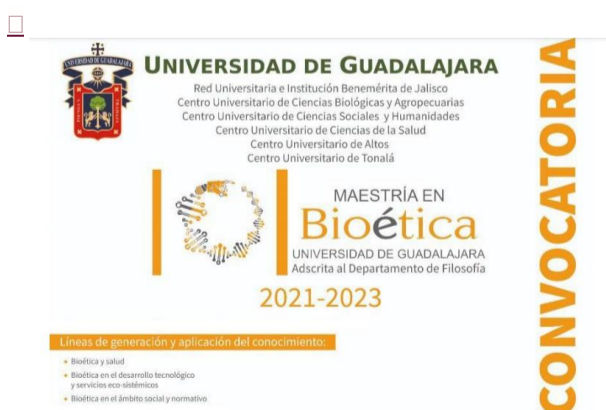 UNIVERSIDAD DE GUADALAJARA
Red Universitaria e Institución Benemérita de Jalisco
Centro Universitario de Ciencias Biológicas y Agropecuarias
Centro Universitario de Ciencias Sociales y Humanidades
Centro Universitario de Ciencias de la Salud
Centro Universitario de Altos
Centro Universitario de Tonalá
MAESTRÍA EN
Bioética
UNIVERSIDAD DE GUADALAJARA
Adscrita al Departamento de Filosofía
2021-2023
CONVOCATORIA
Líneas de generación y aplicación del conocimiento:
• Bioética y salud
• Bioética en el desarrollo tecnológico
y servicios eco-sistémicos
• Bioética en el ámbito social y normativo